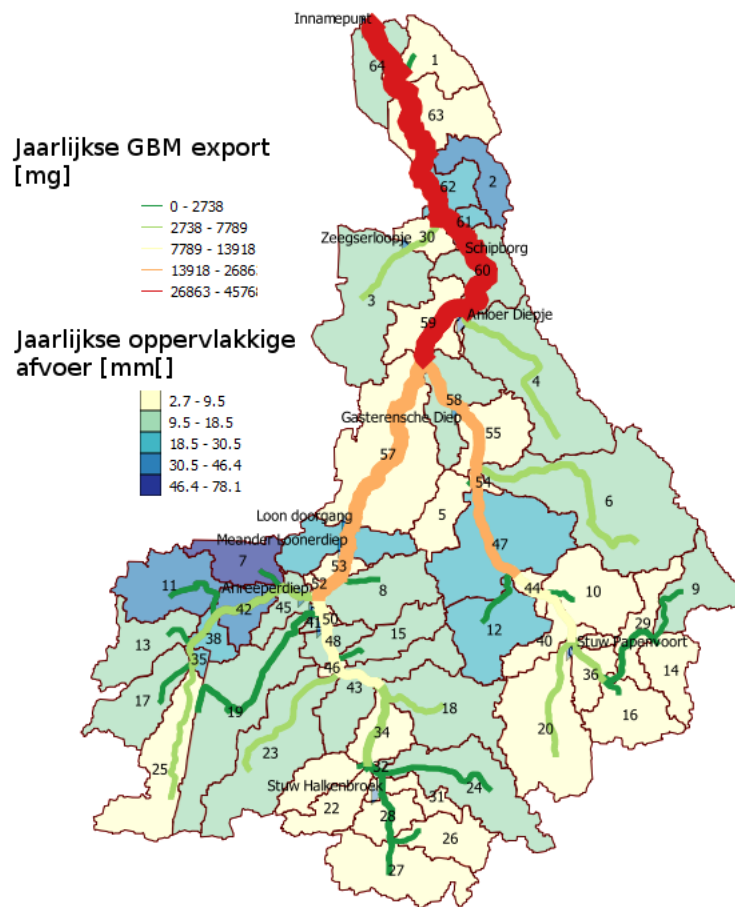 Innamepunt
64
1
63
Jaarlijkse GBM export
[mg]
0 - 2738
2738 - 7789
7789 - 13918
13918 - 2686
26863 - 4576
62
2
61
Zeegserloopje
30
Schipborg
60
3
Anloer Diepje
59
Jaarlijkse oppervlakkige
afvoer [mm[]
2.7 - 9.5
9.5 - 18.5
18.5 - 30.5
30.5 - 46.4
46.4 - 78.1
4
58
Gasterensche Diep
55
57
54
6
5
Loon doorgang
Meander Loonerdiep
47
7
53
52
44
10
11
Anreeperdiep
8
9
42
45
41
50
29
13
38
48
15
12
40
Stuw Papenvoort
35
46
36
14
17
43
19
18
16
20
34
23
25
32
Stuw Halkenbroek
24
31
22
28
26
27